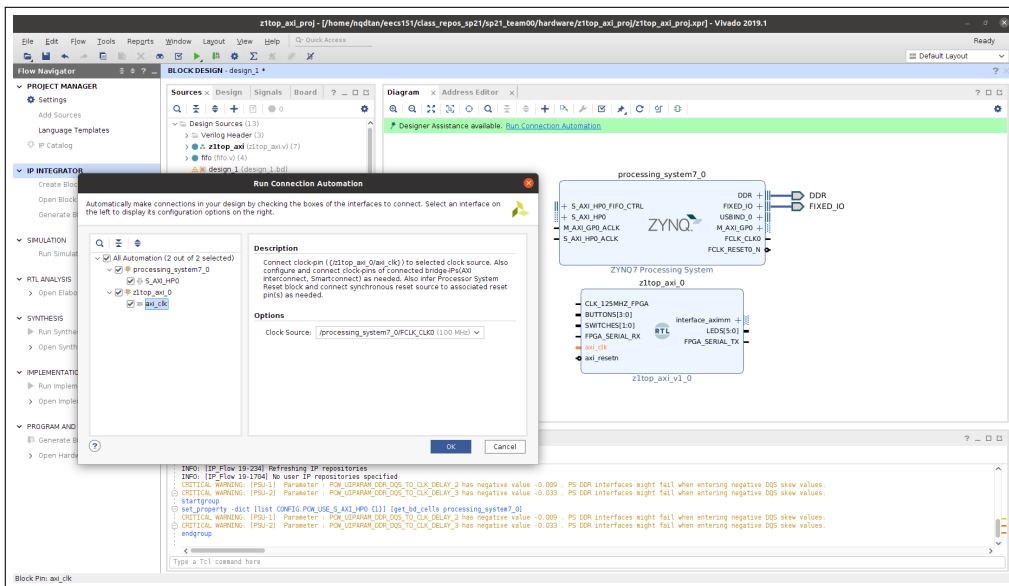 z1top_axi_proj - [/home/nqdtan/eecs151/class_repos_sp21/sp21_team00/hardware/z1top_axi_proj/z1top_axi_proj.xpr] - Vivado 2019.1
File Edit Flow Tools Reports Window Layout View Help Quick Access
Ready
Default Layout
Flow Navigator
PROJECT MANAGER
Settings
Add Sources
Language Templates
IP Catalog
IP INTEGRATOR
Create Bloc
Open Block
Generate B
SIMULATION
Run Simulat
RTL ANALYSIS
Open Elabo
SYNTHESIS
Run Synthe
Open Synth
IMPLEMENTATIO
Run Implem
Open Imple
PROGRAM AND
Generate B
Open Hardw
BLOCK DESIGN - design_1 *
Sources Design Signals Board
0
Design Sources (13)
Verilog Header (3)
z1top_axi (z1top_axi.v) (7)
fifo (fifo.v) (4)
design_1 (design_1.bd)
Diagram Address Editor
Designer Assistance available. Run Connection Automation
processing_system7_0
S_AXI_HP0_FIFO_CTRL
S_AXI_HP0
M_AXI_GP0_ACLK
S_AXI_HP0_ACLK
ZYNQ
DDR
FIXED_IO
USBIND_0
M_AXI_GP0
FCLK_CLK0
FCLK_RESET0_N
DDR
FIXED_IO
ZYNQ7 Processing System
z1top_axi_0
CLK_125MHZ_FPGA
BUTTONS[3:0]
SWITCHES[1:0]
FPGA_SERIAL_RX
axi_clk
axi_resetn
RTL
interface_aximm
LEDS[5:0]
FPGA_SERIAL_TX
z1top_axi_v1_0
Run Connection Automation
Automatically make connections in your design by checking the boxes of the interfaces to connect. Select an interface on
the left to display its configuration options on the right.
All Automation (2 out of 2 selected)
processing_system7_0
S_AXI_HP0
z1top_axi_0
axi_clk
Description
Connect clock-pin ({/z1top_axi_0/axi_clk}) to selected clock source. Also
configure and connect clock-pins of connected bridge-IPs(AXI
Interconnect, Smartconnect) as needed. Also infer Processor System
Reset block and connect synchronous reset source to associated reset
pin(s) as needed.
Options
Clock Source: /processing_system7_0/FCLK_CLK0 (100 MHz)
OK
Cancel
INFO: [IP_Flow 19-234] Refreshing IP repositories
INFO: [IP_Flow 19-1704] No user IP repositories specified
CRITICAL WARNING: [PSU-1] Parameter : PCW_UIPARAM_DDR_DQS_TO_CLK_DELAY_2 has negative value -0.009 . PS DDR interfaces might fail when entering negative DQS skew values.
CRITICAL WARNING: [PSU-2] Parameter : PCW_UIPARAM_DDR_DQS_TO_CLK_DELAY_3 has negative value -0.033 . PS DDR interfaces might fail when entering negative DQS skew values.
startgroup
set_property -dict [list CONFIG.PCW_USE_S_AXI_HP0 {1}] [get_bd_cells processing_system7_0]
CRITICAL WARNING: [PSU-1] Parameter : PCW_UIPARAM_DDR_DQS_TO_CLK_DELAY_2 has negative value -0.009 . PS DDR interfaces might fail when entering negative DQS skew values.
CRITICAL WARNING: [PSU-2] Parameter : PCW_UIPARAM_DDR_DQS_TO_CLK_DELAY_3 has negative value -0.033 . PS DDR interfaces might fail when entering negative DQS skew values.
endgroup
Type a Tcl command here
Block Pin: axi_clk